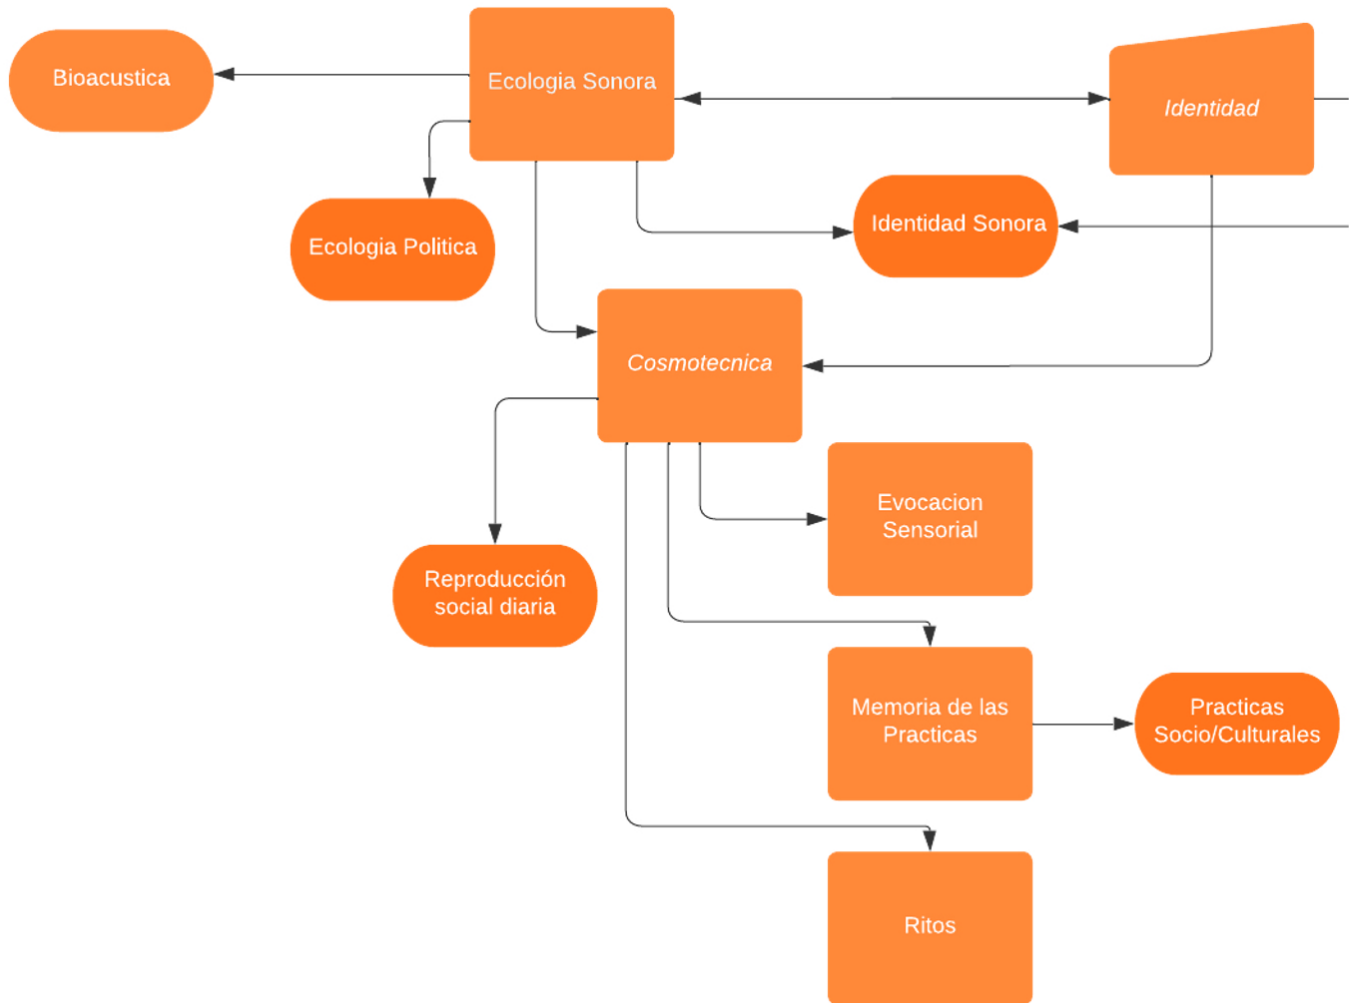 Bioacustica
Ecologia Sonora
Identidad
Ecologia Politica
Identidad Sonora
Cosmotecnica
Evocacion
Sensorial
Reproducción
social diaria
Memoria de las
Practicas
Practicas
Socio/Culturales
Ritos